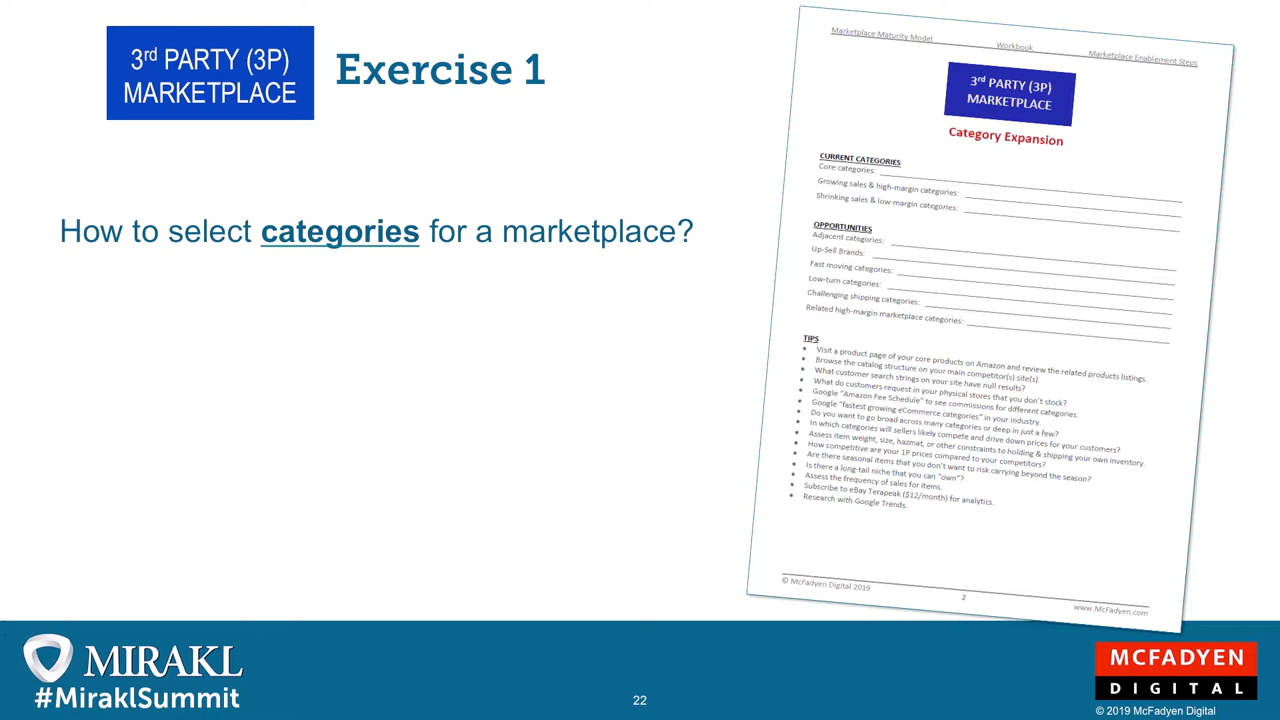 3rd PARTY (3P)
MARKETPLACE
Exercise 1
How to select categories for a marketplace?
Marketplace Maturity Model
Workbook
Marketplace Enablement Steps
3rd PARTY (3P)
MARKETPLACE
Category Expansion
CURRENT CATEGORIES
Core categories:
Growing sales & high-margin categories:
Shrinking sales & low-margin categories:
OPPORTUNITIES
Adjacent categories:
Up-Sell Brands:
Fast moving categories:
Low-turn categories:
Challenging shipping categories:
Related high-margin marketplace categories:
TIPS
• Visit a product page of your core products on Amazon and review the related products listings.
• Browse the catalog structure on your main competitor(s) site(s).
• What customer search strings on your site have null results?
• What do customers request in your physical stores that you don't stock?
• Google "Amazon Fee Schedule" to see commissions for different categories.
• Google "fastest growing eCommerce categories" in your industry.
• Do you want to go broad across many categories or deep in just a few?
• In which categories will sellers likely compete and drive down prices for your customers?
• Assess item weight, size, hazmat, or other constraints to holding & shipping your own inventory.
• How competitive are your 1P prices compared to your competitors?
• Are there seasonal items that you don't want to risk carrying beyond the season?
• Is there a long-tail niche that you can "own"?
• Assess the frequency of sales for items.
• Subscribe to eBay Terapeak ($12/month) for analytics.
• Research with Google Trends.
© McFadyen Digital 2019
2
www.McFadyen.com
MIRAKL
#MiraklSummit
22
MCFADYEN
DIGITAL
© 2019 McFadyen Digital